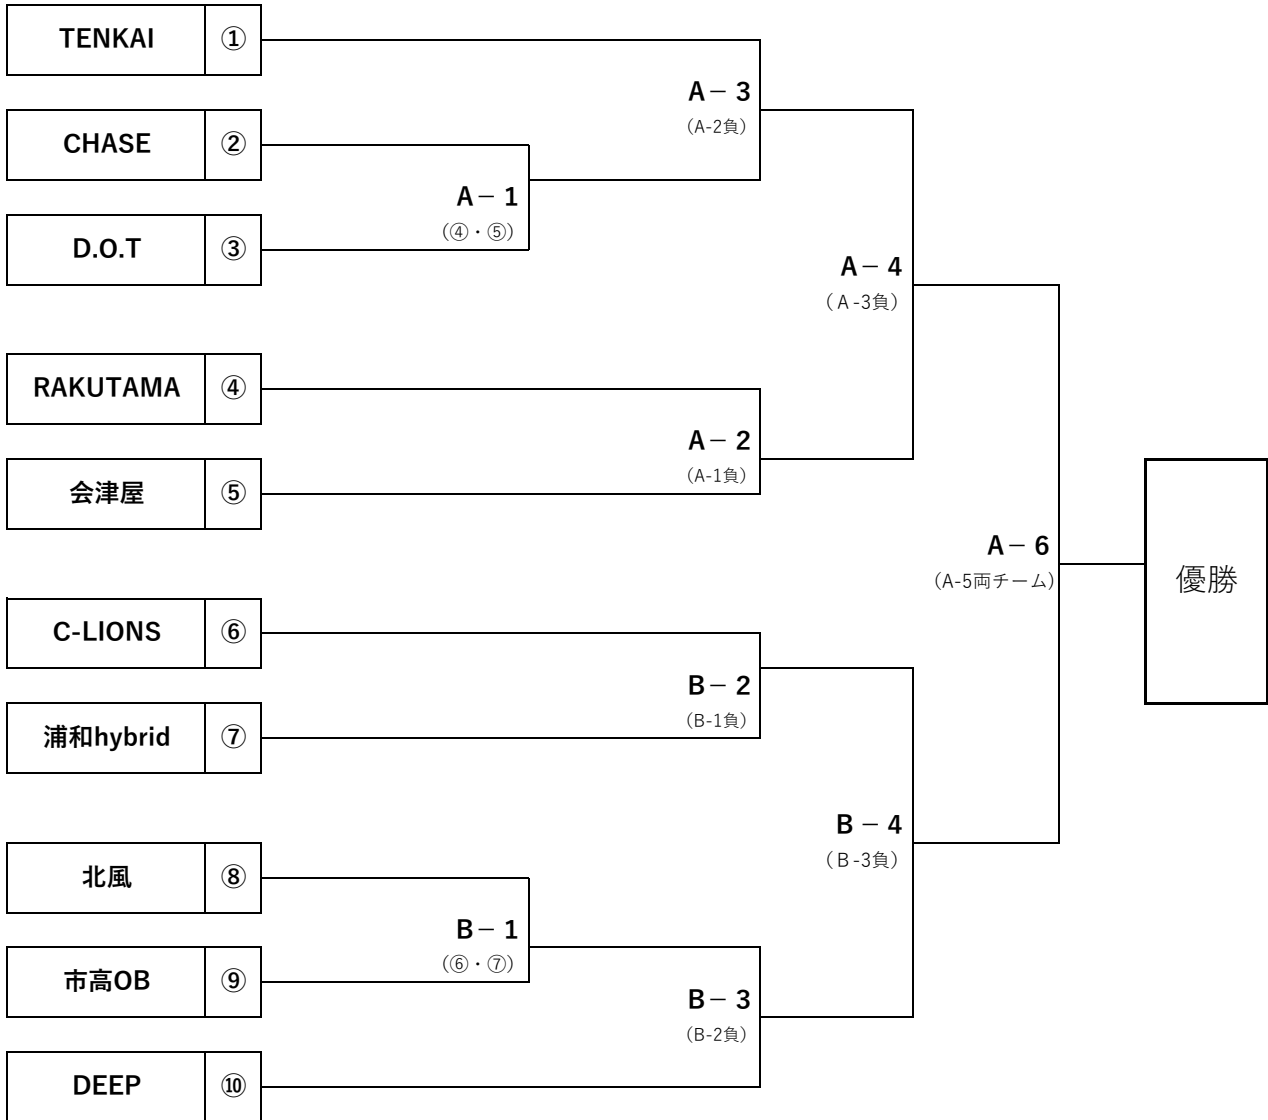 TENKAI ①
A－3
(A-2負)
CHASE ②
A－1
(④・⑤)
D.O.T ③
A－4
(Ａ-3負)
RAKUTAMA ④
A－2
(A-1負)
会津屋 ⑤
A－6
(A-5両チーム)
優勝
C-LIONS ⑥
B－2
(B-1負)
浦和hybrid ⑦
B－4
(Ｂ-3負)
北風 ⑧
B－1
(⑥・⑦)
市高OB ⑨
B－3
(B-2負)
DEEP ⑩